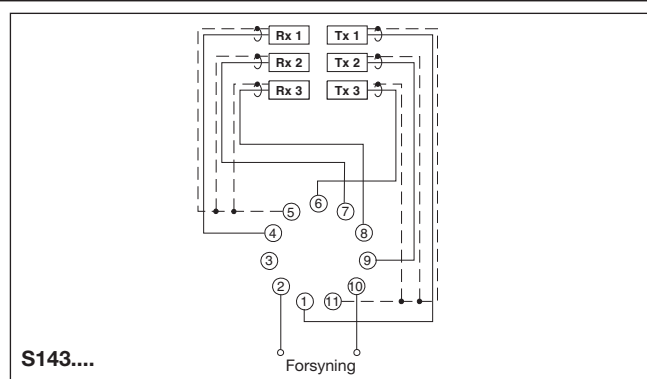 Rx 1 Tx 1
Rx 2 Tx 2
Rx 3 Tx 3
6
5 7
4 8
3 9
2 10
1 11
S143....
Forsyning